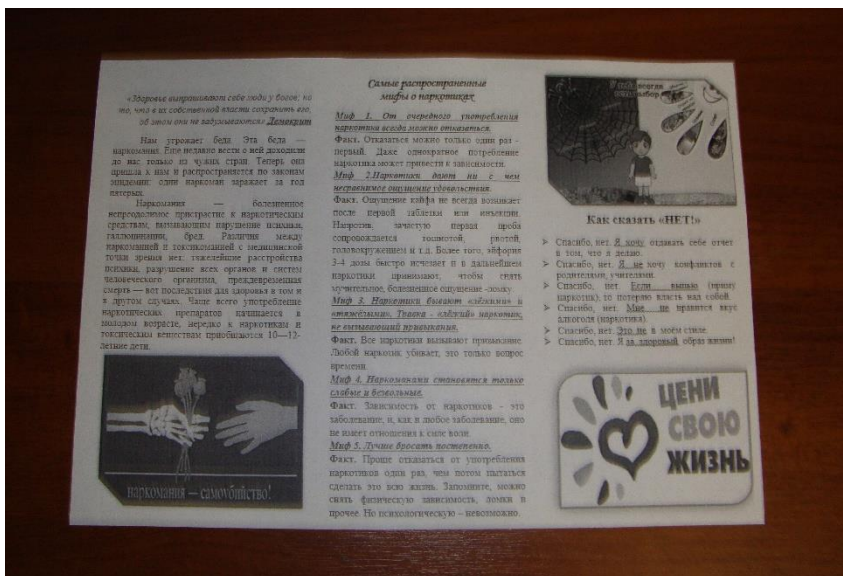 «Здоровье выпрашивают себе люди у богов; но
то, что в их собственной власти сохранить его,
об этом они не задумываются» Демокрит
Нам угрожает беда. Эта беда —
наркомания. Еще недавно вести о ней доходили
до нас только из чужих стран. Теперь она
пришла к нам и распространяется по законам
эпидемии: один наркоман заражает за год
пятерых.
Наркомания — болезненное
непреодолимое пристрастие к наркотическим
средствам, вызывающим нарушение психики,
галлюцинации, бред. Различия между
наркоманией и токсикоманией с медицинской
точки зрения нет: тяжелейшие расстройства
психики, разрушение всех органов и систем
человеческого организма, преждевременная
смерть — вот последствия для здоровья в том и
в другом случаях. Чаще всего употребление
наркотических препаратов начинается в
молодом возрасте, нередко к наркотикам и
токсическим веществам приобщаются 10—12-
летние дети.
наркомания — самоубийство!
Самые распространенные
мифы о наркотиках
Миф 1. От очередного употребления
наркотика всегда можно отказаться.
Факт. Отказаться можно только один раз -
первый. Даже однократное потребление
наркотика может привести к зависимости.
Миф 2.Наркотики дают ни с чем
несравнимое ощущение удовольствия.
Факт. Ощущение кайфа не всегда возникает
после первой таблетки или инъекции.
Напротив, зачастую первая проба
сопровождается тошнотой, рвотой,
головокружением и т.д. Более того, эйфория
3-4 дозы быстро исчезает и в дальнейшем
наркотики принимают, чтобы снять
мучительное, болезненное ощущение -ломку.
Миф 3. Наркотики бывают «лёгкими» и
«тяжёлыми». Травка - «лёгкий» наркотик,
не вызывающий привыкания.
Факт. Все наркотики вызывают привыкание.
Любой наркотик убивает, это только вопрос
времени.
Миф 4. Наркоманами становятся только
слабые и безвольные.
Факт. Зависимость от наркотиков - это
заболевание, и, как и любое заболевание, оно
не имеет отношения к силе воли.
Миф 5. Лучше бросать постепенно.
Факт. Проще отказаться от употребления
наркотиков один раз, чем потом пытаться
сделать это всю жизнь. Запомните, можно
снять физическую зависимость, ломки и
прочее. Но психологическую – невозможно.
Как сказать «НЕТ!»
➢ Спасибо, нет. Я хочу отдавать себе отчет
в том, что я делаю.
➢ Спасибо, нет. Я не хочу конфликтов с
родителями, учителями.
➢ Спасибо, нет. Если выпью (приму
наркотик), то потеряю власть над собой.
➢ Спасибо, нет. Мне не нравится вкус
алкоголя (наркотика).
➢ Спасибо, нет. Это не в моём стиле.
➢ Спасибо, нет. Я за здоровый образ жизни!
ЦЕНИ
СВОЮ
ЖИЗНЬ